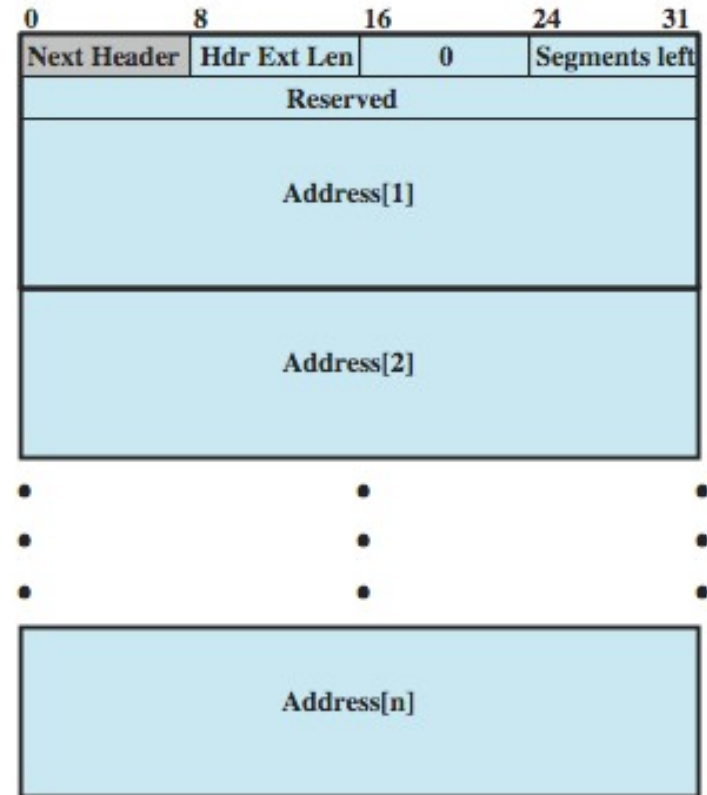 0 8 16 24 31
Next Header Hdr Ext Len 0 Segments left
Reserved
Address[1]
Address[2]
Address[n]